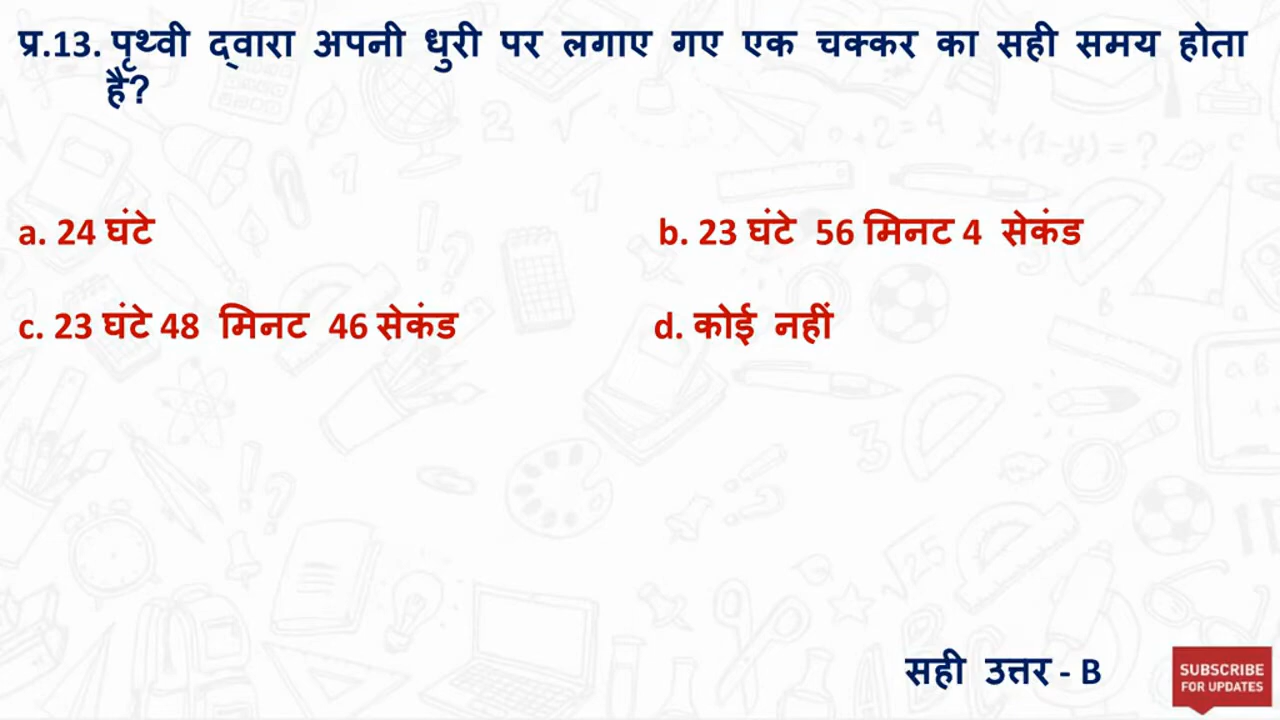 प्र.13. पृथ्वी द्वारा अपनी धुरी पर लगाए गए एक चक्कर का सही समय होता
है?
a. 24 घंटे
b. 23 घंटे 56 मिनट 4 सेकंड
c. 23 घंटे 48 मिनट 46 सेकंड
d. कोई नहीं
सही उत्तर - B
SUBSCRIBE
FOR UPDATES